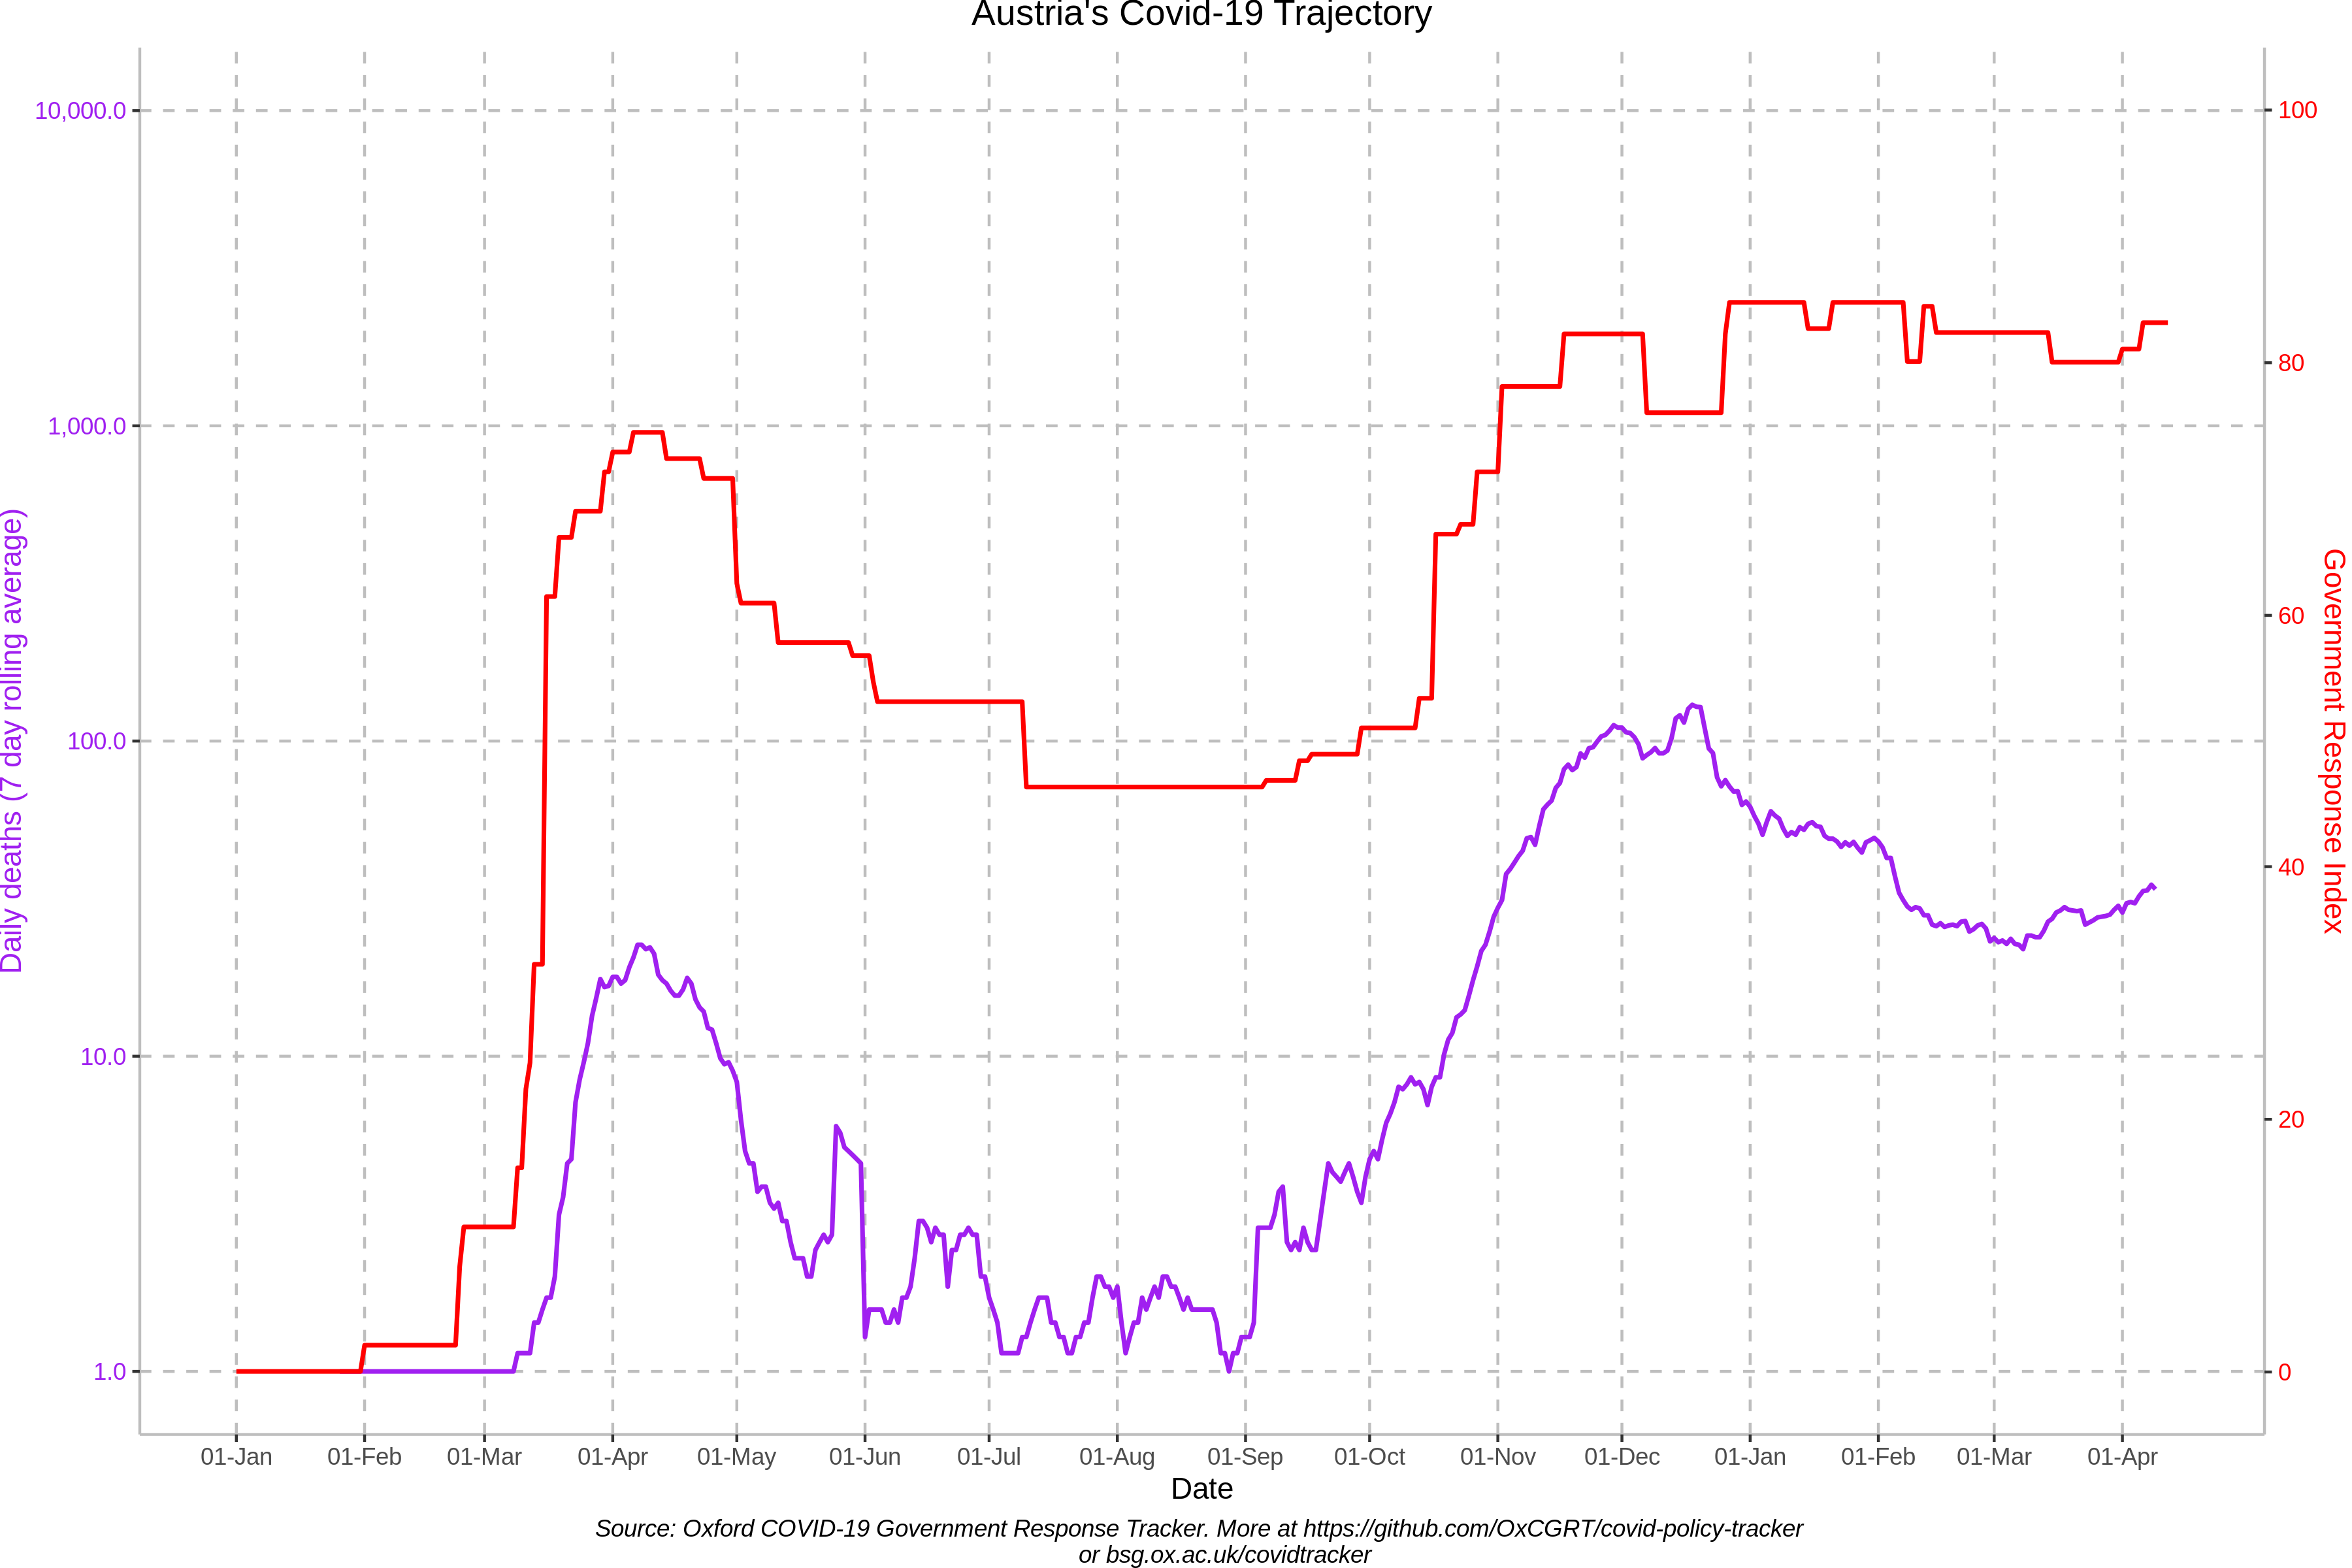 Austria's Covid-19 Trajectory
10,000.0
1,000.0
100.0
10.0
1.0
Daily deaths (7 day rolling average)
100
80
60
40
20
0
Government Response Index
01-Jan 01-Feb 01-Mar 01-Apr 01-May 01-Jun 01-Jul 01-Aug 01-Sep 01-Oct 01-Nov 01-Dec 01-Jan 01-Feb 01-Mar 01-Apr
Date
Source: Oxford COVID-19 Government Response Tracker. More at https://github.com/OxCGRT/covid-policy-tracker
or bsg.ox.ac.uk/covidtracker